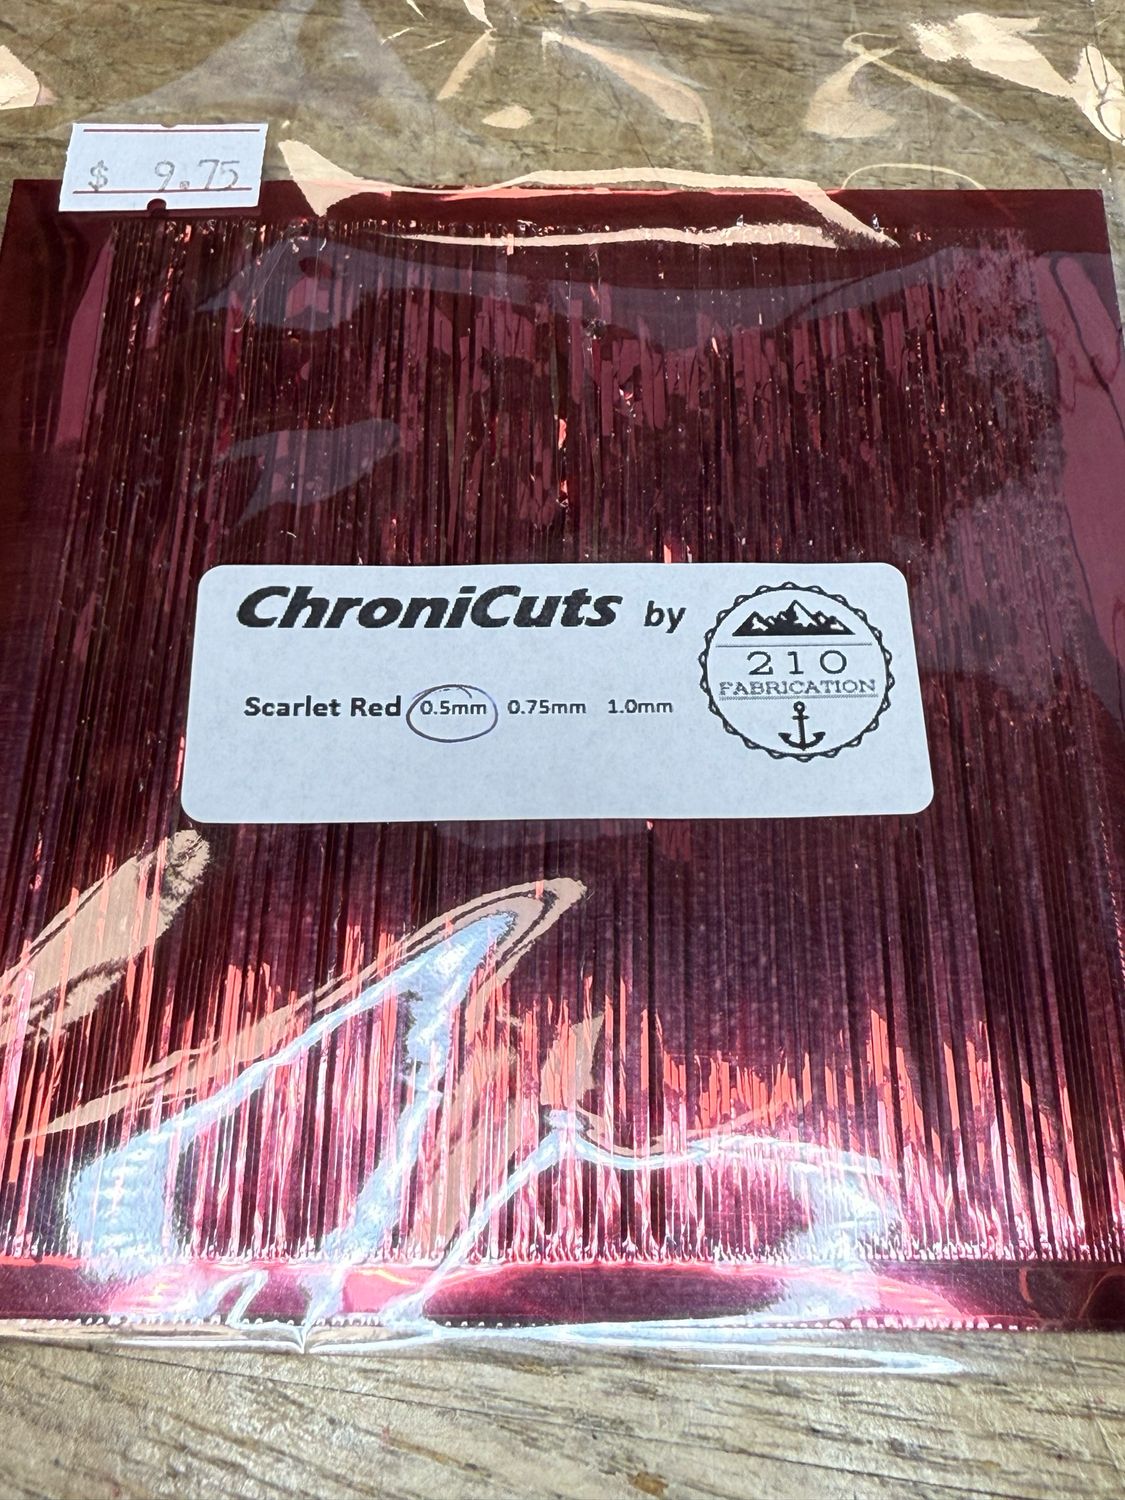 $ 9.75
ChroniCuts by
210
FABRICATION
Scarlet Red 0.5mm 0.75mm 1.0mm